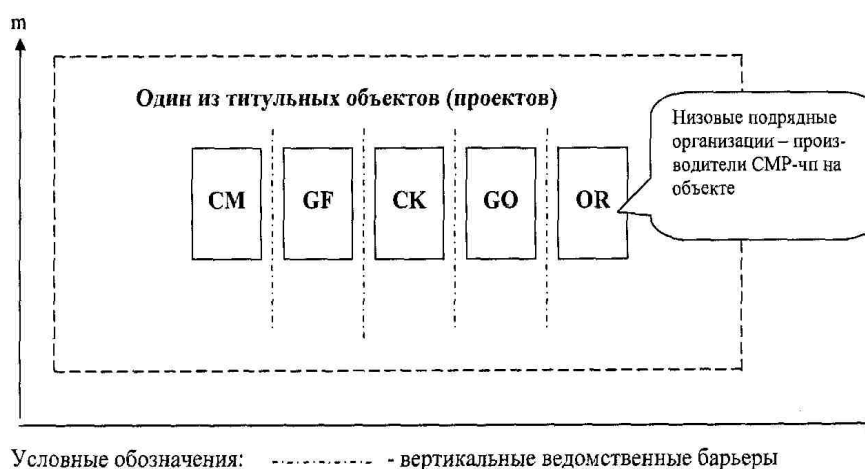 m
Один из титульных объектов (проектов)
Низовые подрядные
организации – произ-
водители СМР-чп на
объекте
CM GF CK GO OR
Условные обозначения: - вертикальные ведомственные барьеры